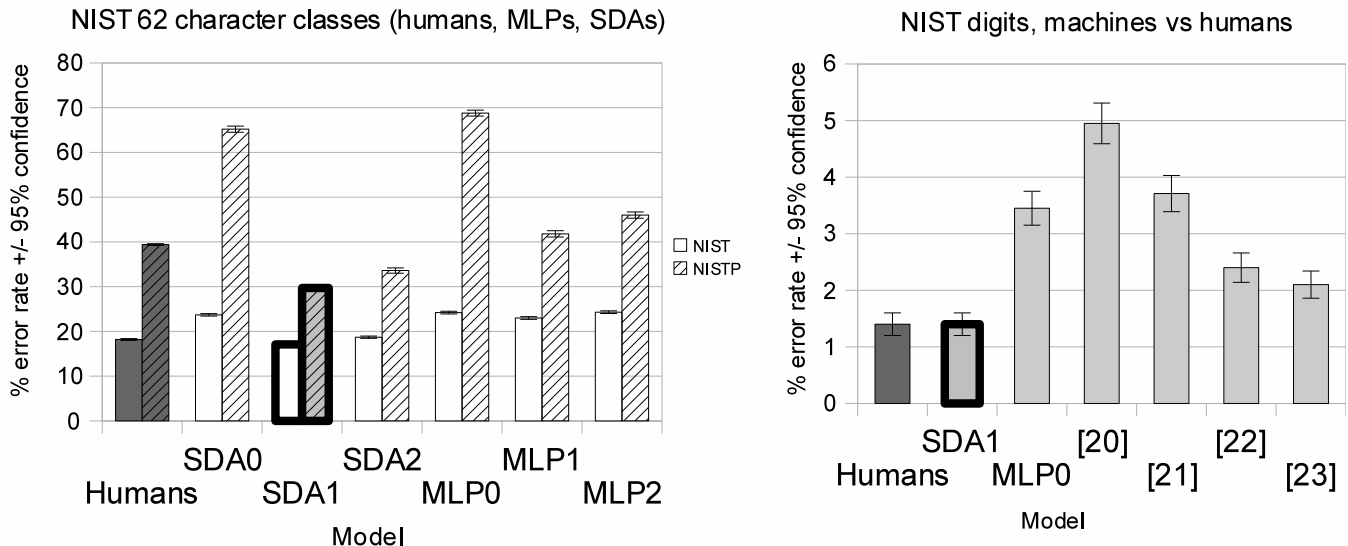 NIST 62 character classes (humans, MLPs, SDAs)
% error rate +/- 95% confidence
80
70
60
50
40
30
20
10
0
NIST
NISTP
SDA0
SDA2
MLP1
Humans
SDA1
MLP0
MLP2
Model
NIST digits, machines vs humans
% error rate +/- 95% confidence
6
5
4
3
2
1
0
SDA1
[20]
[22]
Humans
MLP0
[21]
[23]
Model